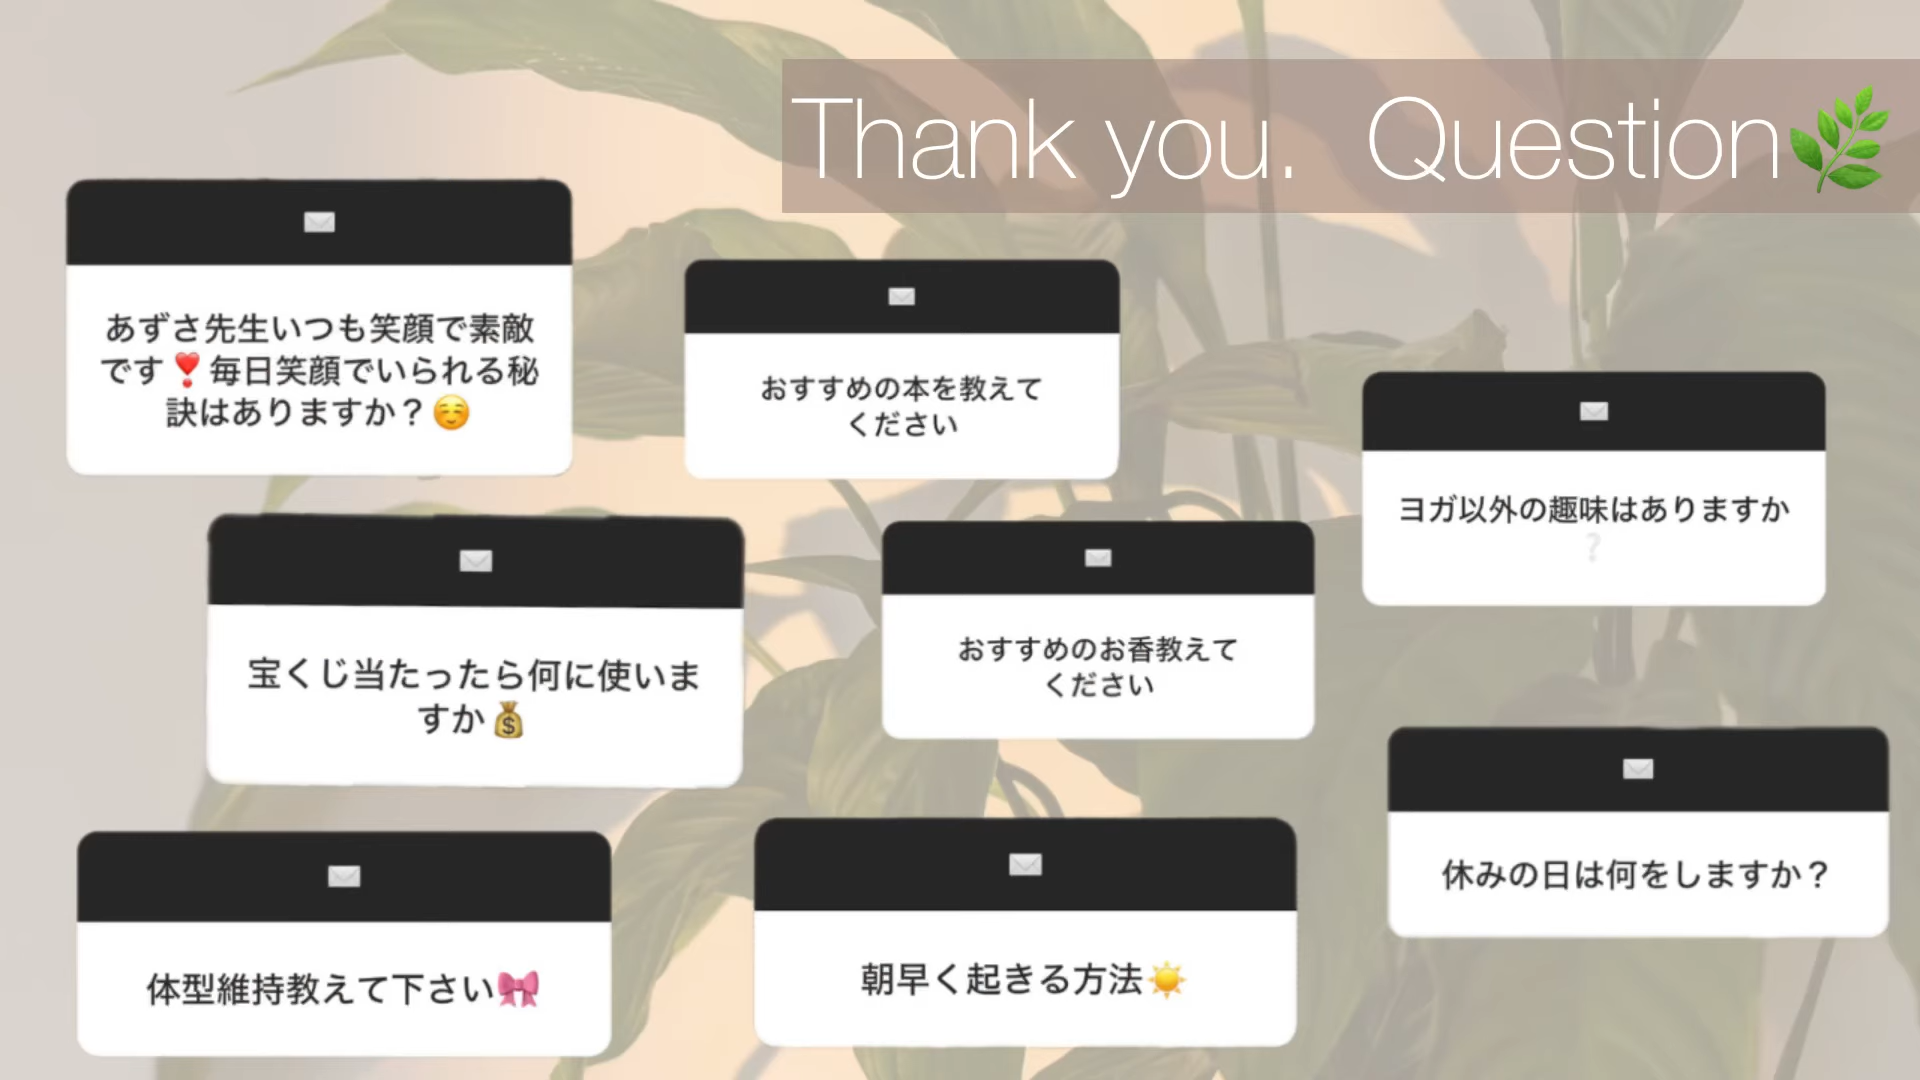 Thank you. Question🌿
あずさ先生いつも笑顔で素敵
です❣️毎日笑顔でいられる秘
訣はありますか？☺️
おすすめの本を教えて
ください
ヨガ以外の趣味はありますか
❔
宝くじ当たったら何に使いま
すか💰
おすすめのお香教えて
ください
休みの日は何をしますか？
体型維持教えて下さい🎀
朝早く起きる方法☀️